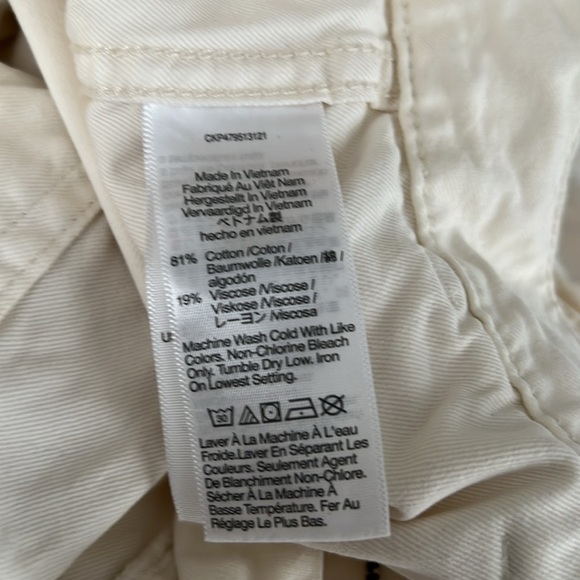 CKP479513121
Made In Vietnam
Fabriqué Au Viêt Nam
Hergestellt In Vietnam
Vervaardigd In Vietnam
ベトナム製
hecho en vietnam
81% Cotton /Coton/
Baumwolle /Katoen /綿 /
algodón
19% Viscose /Viscose /
Viskose /Viscose /
レーヨン /Viscosa
Machine Wash Cold With Like
Colors. Non-Chlorine Bleach
Only. Tumble Dry Low. Iron
On Lowest Setting.
30
Laver À La Machine À L'eau
Froide.Laver En Séparant Les
Couleurs. Seulement Agent
De Blanchiment Non-Chlore.
Sécher À La Machine À
Basse Température. Fer Au
Réglage Le Plus Bas.